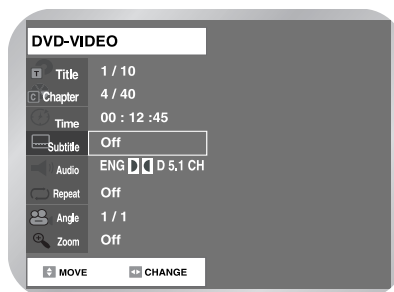 DVD-VIDEO
T Title 1 / 10
C Chapter 4 / 40
Time 00 : 12 :45
Subtitle Off
Audio ENG D 5.1 CH
Repeat Off
Angle 1 / 1
Zoom Off
MOVE CHANGE